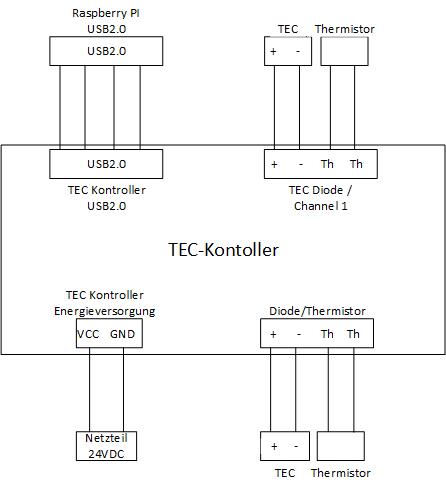 Raspberry PI
USB2.0
USB2.0
TEC Thermistor
+ -
USB2.0
+ - Th Th
TEC Kontroller
USB2.0
TEC Diode /
Channel 1
TEC-Kontoller
TEC Kontroller
Energieversorgung
VCC GND
Diode/Thermistor
+ - Th Th
Netzteil
24VDC
+ -
TEC Thermistor